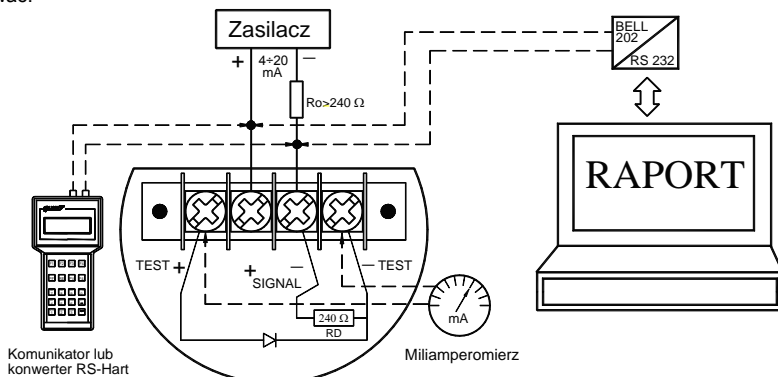 Zasilacz
+ 4÷20 –
mA
Ro>240 Ω
BELL
202
RS 232
RAPORT
TEST + + – – TEST
SIGNAL
240 Ω
RD
mA
Komunikator lub
konwerter RS-Hart
Miliamperomierz